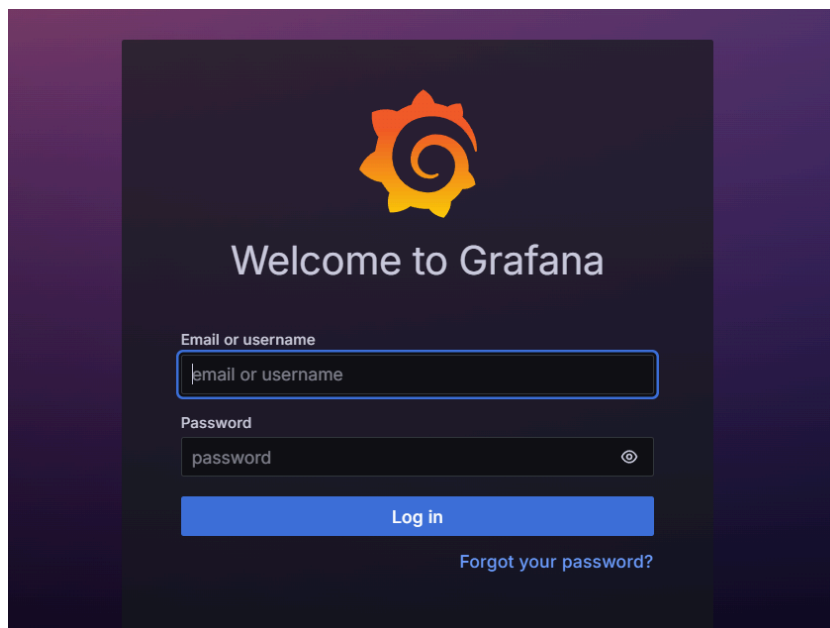 Welcome to Grafana
Email or username
email or username
Password
password
Log in
Forgot your password?